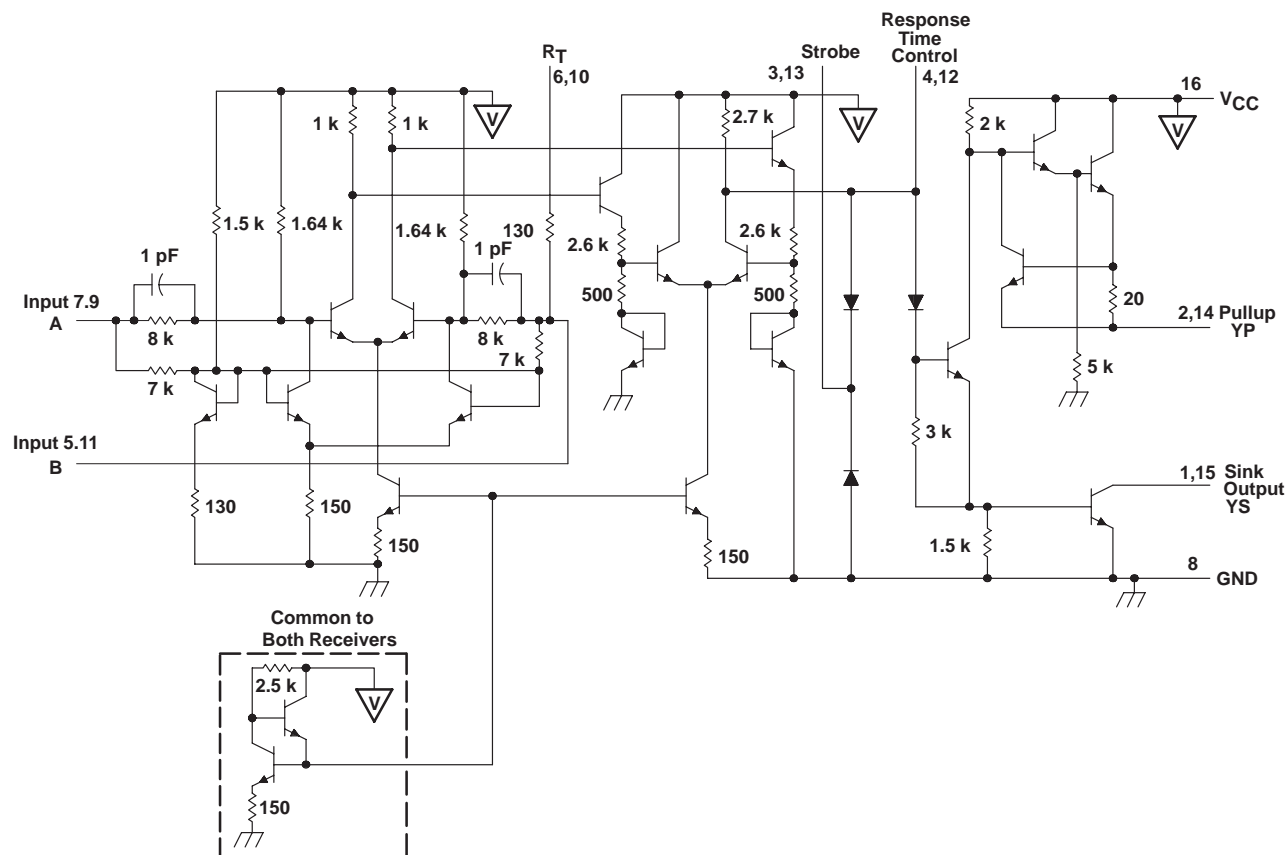 Response
Time
Control
4,12
R_T
6,10
Strobe
3,13
16
V_CC
V
V
V
1 k
1 k
2.7 k
2 k
1.5 k
1.64 k
1.64 k
130
1 pF
2.6 k
2.6 k
1 pF
Input 7.9
A
8 k
8 k
500
500
20
2,14 Pullup
YP
7 k
7 k
5 k
Input 5.11
B
3 k
130
150
150
150
1.5 k
1,15 Sink
Output
YS
8
GND
Common to
Both Receivers
2.5 k
V
150